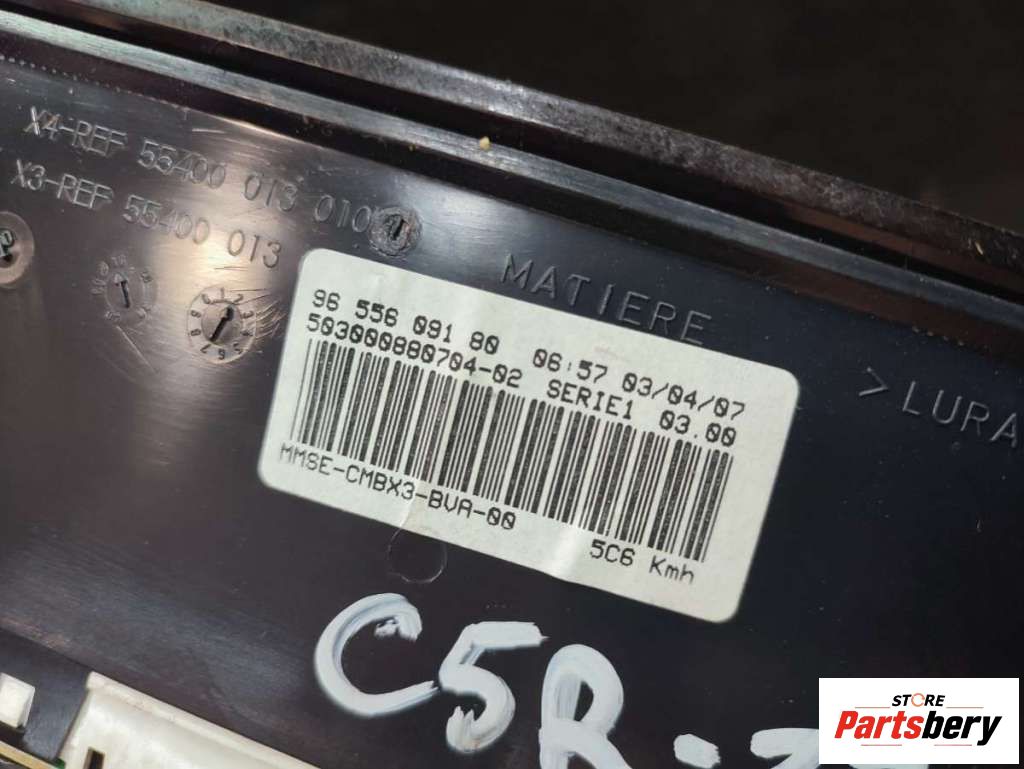 X4-REF 55400 013 010
X3-REF 55400 013
MATIERE
>LURA
96 556 091 80 06:57 03/04/07
503000880704-02 SERIE1 03.00
MMSE-CMBX3-BVA-00 5C6 Kmh
C5R-
STORE
Partsbery